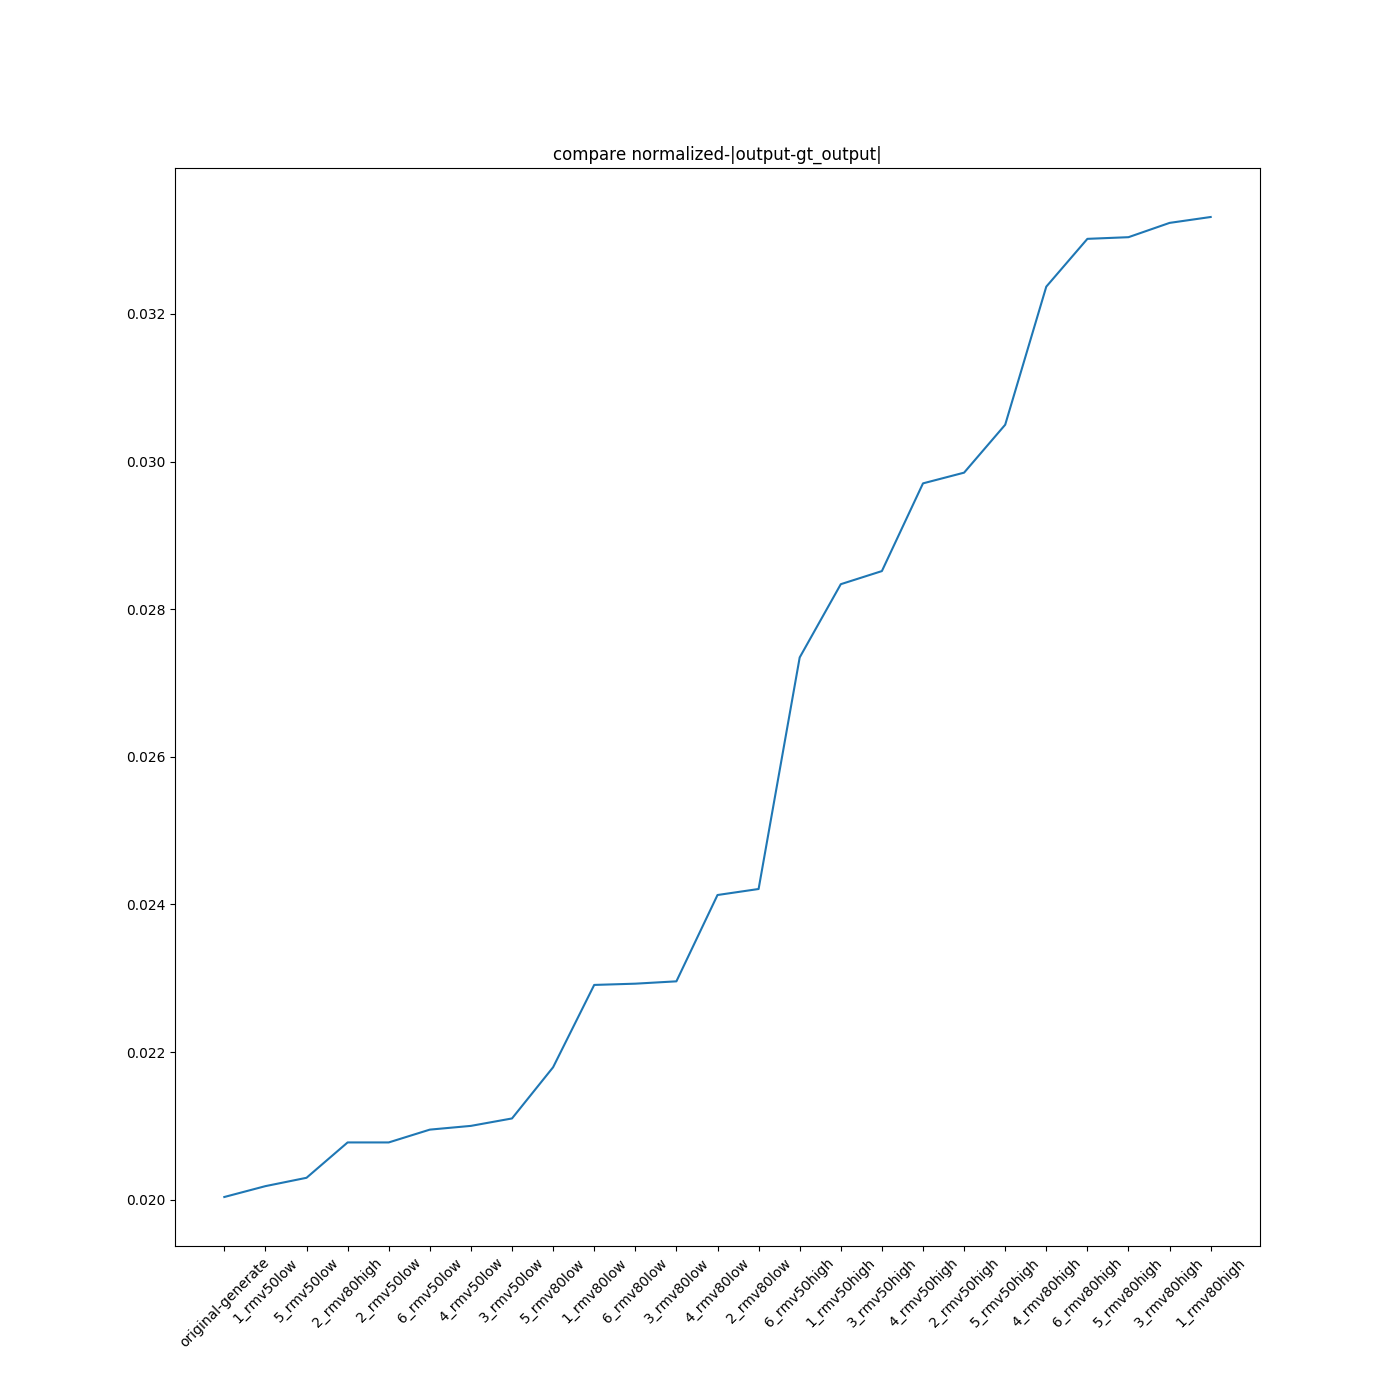 compare normalized-|output-gt_output|
0.032
0.030
0.028
0.026
0.024
0.022
0.020
original-generate
1_rmv50low
5_rmv50low
2_rmv80high
2_rmv50low
6_rmv50low
4_rmv50low
3_rmv50low
5_rmv80low
1_rmv80low
6_rmv80low
3_rmv80low
4_rmv80low
2_rmv80low
6_rmv50high
1_rmv50high
3_rmv50high
4_rmv50high
2_rmv50high
5_rmv50high
4_rmv80high
6_rmv80high
5_rmv80high
3_rmv80high
1_rmv80high